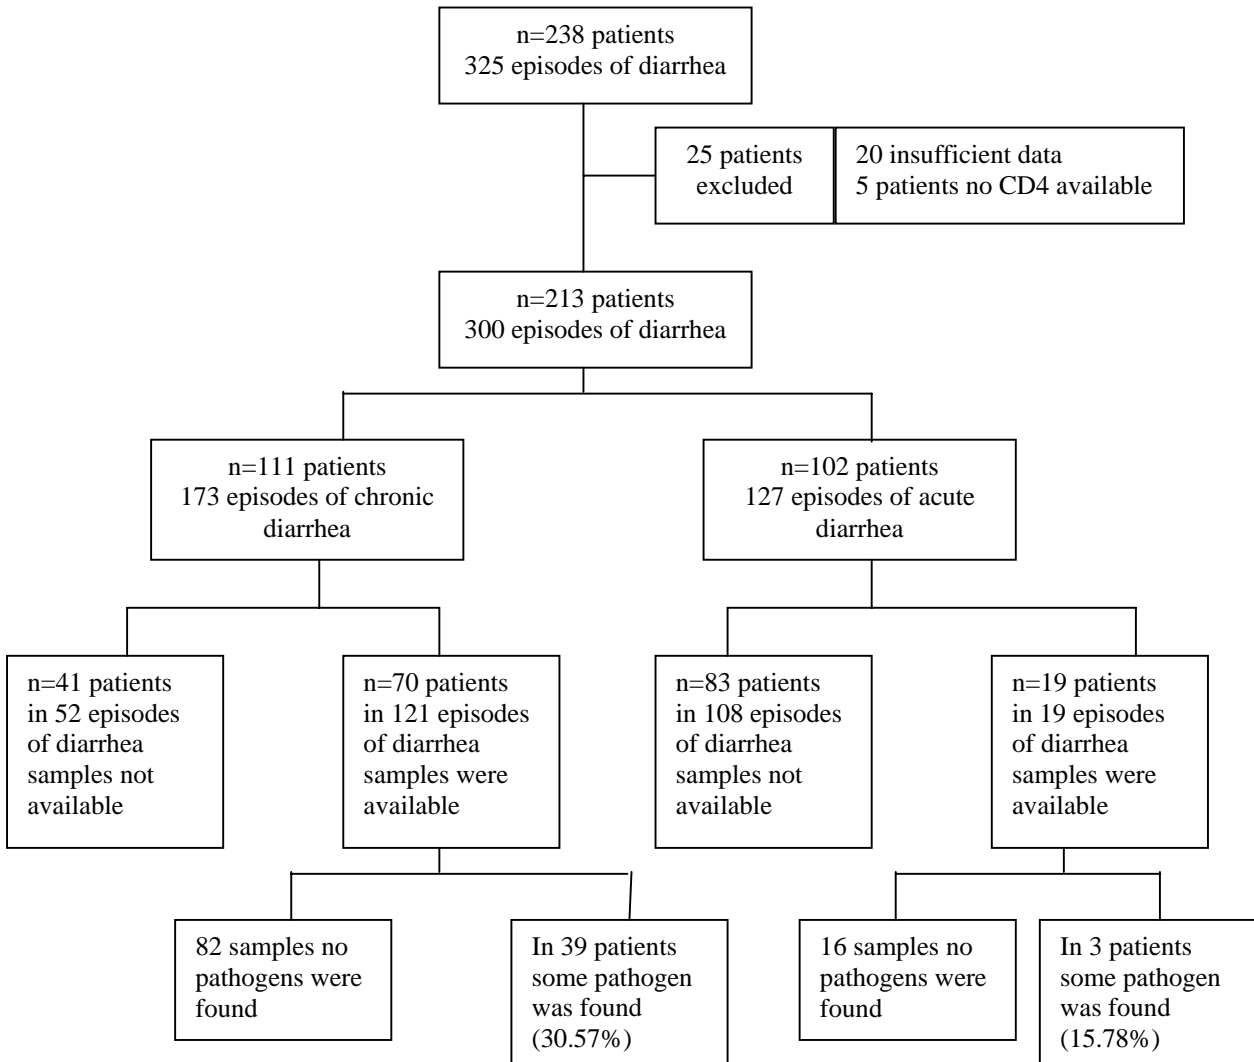 n=238 patients
325 episodes of diarrhea
25 patients
excluded
20 insufficient data
5 patients no CD4 available
n=213 patients
300 episodes of diarrhea
n=111 patients
173 episodes of chronic
diarrhea
n=102 patients
127 episodes of acute
diarrhea
n=41 patients
in 52 episodes
of diarrhea
samples not
available
n=70 patients
in 121 episodes
of diarrhea
samples were
available
n=83 patients
in 108 episodes
of diarrhea
samples not
available
n=19 patients
in 19 episodes
of diarrhea
samples were
available
82 samples no
pathogens were
found
In 39 patients
some pathogen
was found
(30.57%)
16 samples no
pathogens were
found
In 3 patients
some pathogen
was found
(15.78%)